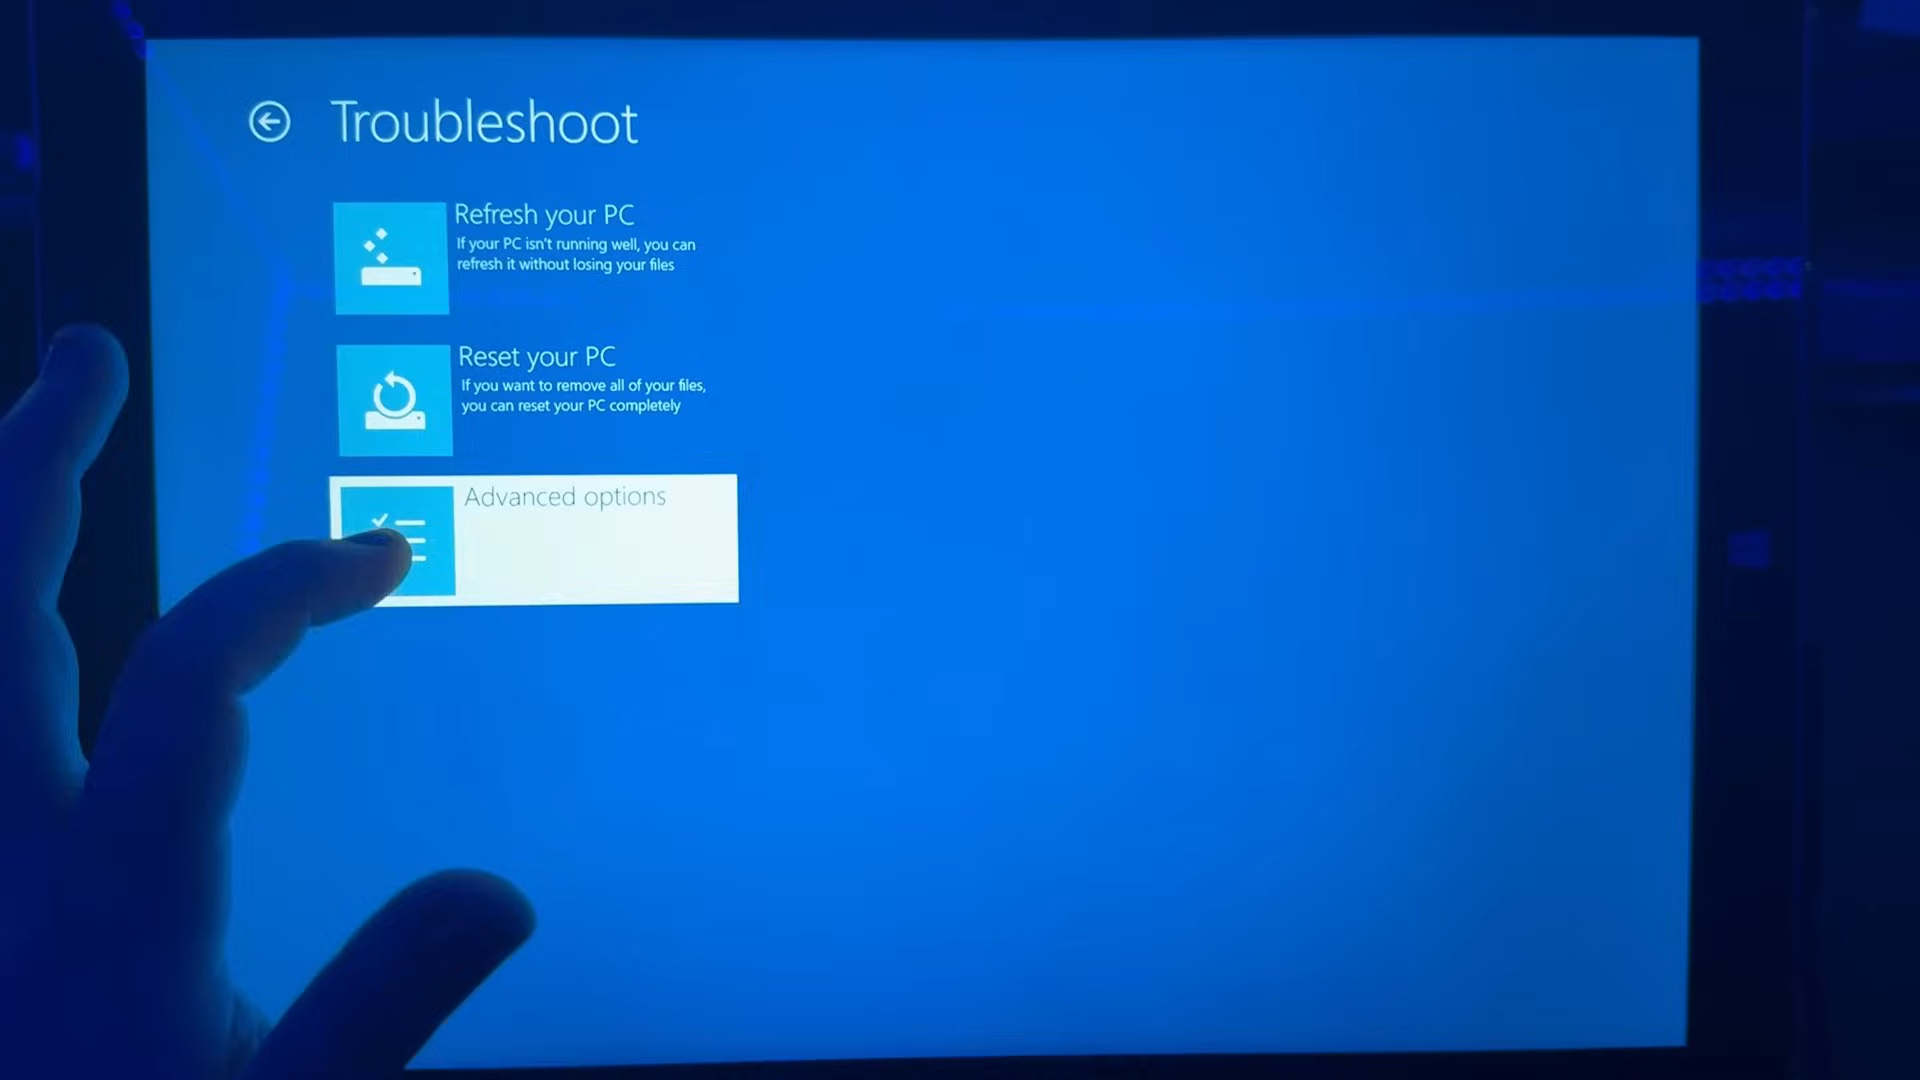 Troubleshoot
Refresh your PC
If your PC isn't running well, you can
refresh it without losing your files
Reset your PC
If you want to remove all of your files,
you can reset your PC completely
Advanced options